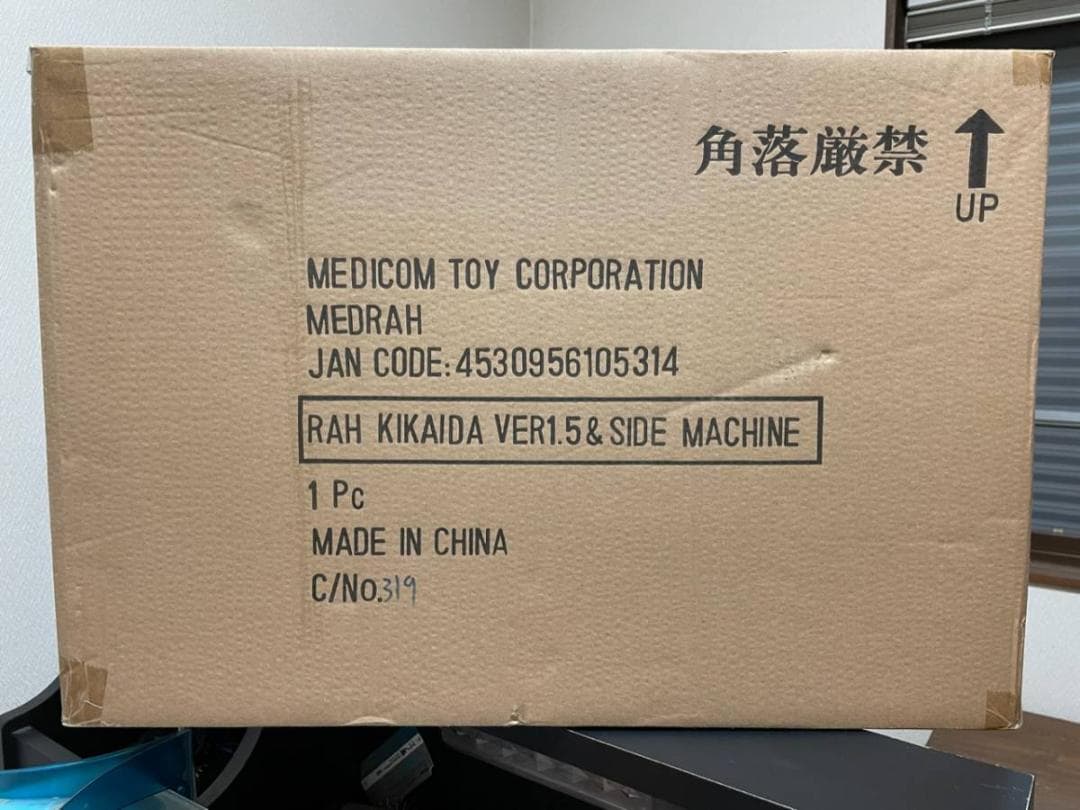 角落厳禁
UP
MEDICOM TOY CORPORATION
MEDRAH
JAN CODE:4530956105314
RAH KIKAIDA VER1.5 & SIDE MACHINE
1 Pc
MADE IN CHINA
C/No.319